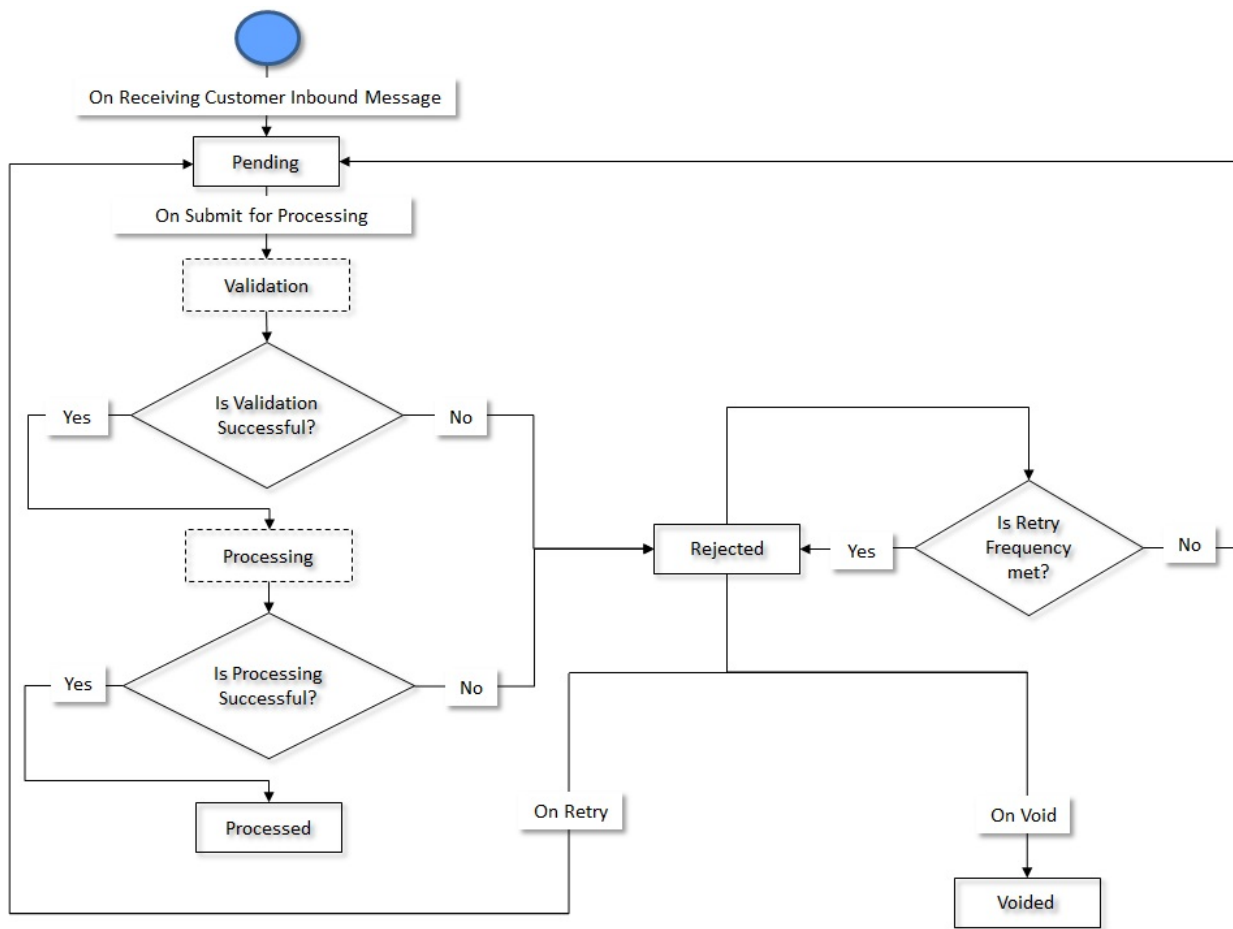 On Receiving Customer Inbound Message
Pending
On Submit for Processing
Validation
Is Validation
Successful?
Yes
No
Processing
Is Processing
Successful?
Yes
No
Processed
Rejected
Is Retry
Frequency
met?
Yes
No
On Retry
On Void
Voided